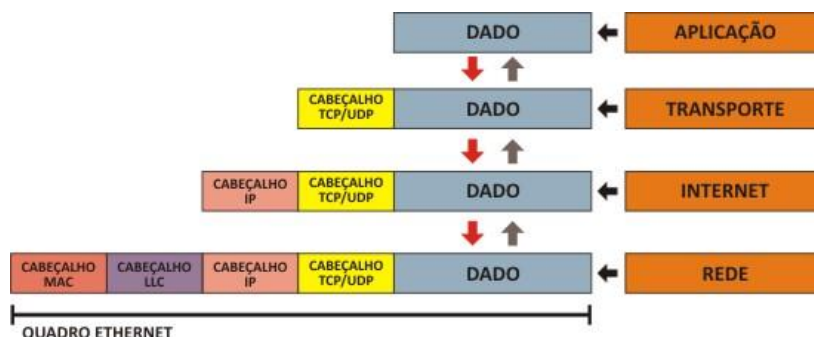 DADO
APLICAÇÃO
CABEÇALHO
TCP/UDP
DADO
TRANSPORTE
CABEÇALHO
IP
CABEÇALHO
TCP/UDP
DADO
INTERNET
CABEÇALHO
MAC
CABEÇALHO
LLC
CABEÇALHO
IP
CABEÇALHO
TCP/UDP
DADO
REDE
QUADRO ETHERNET